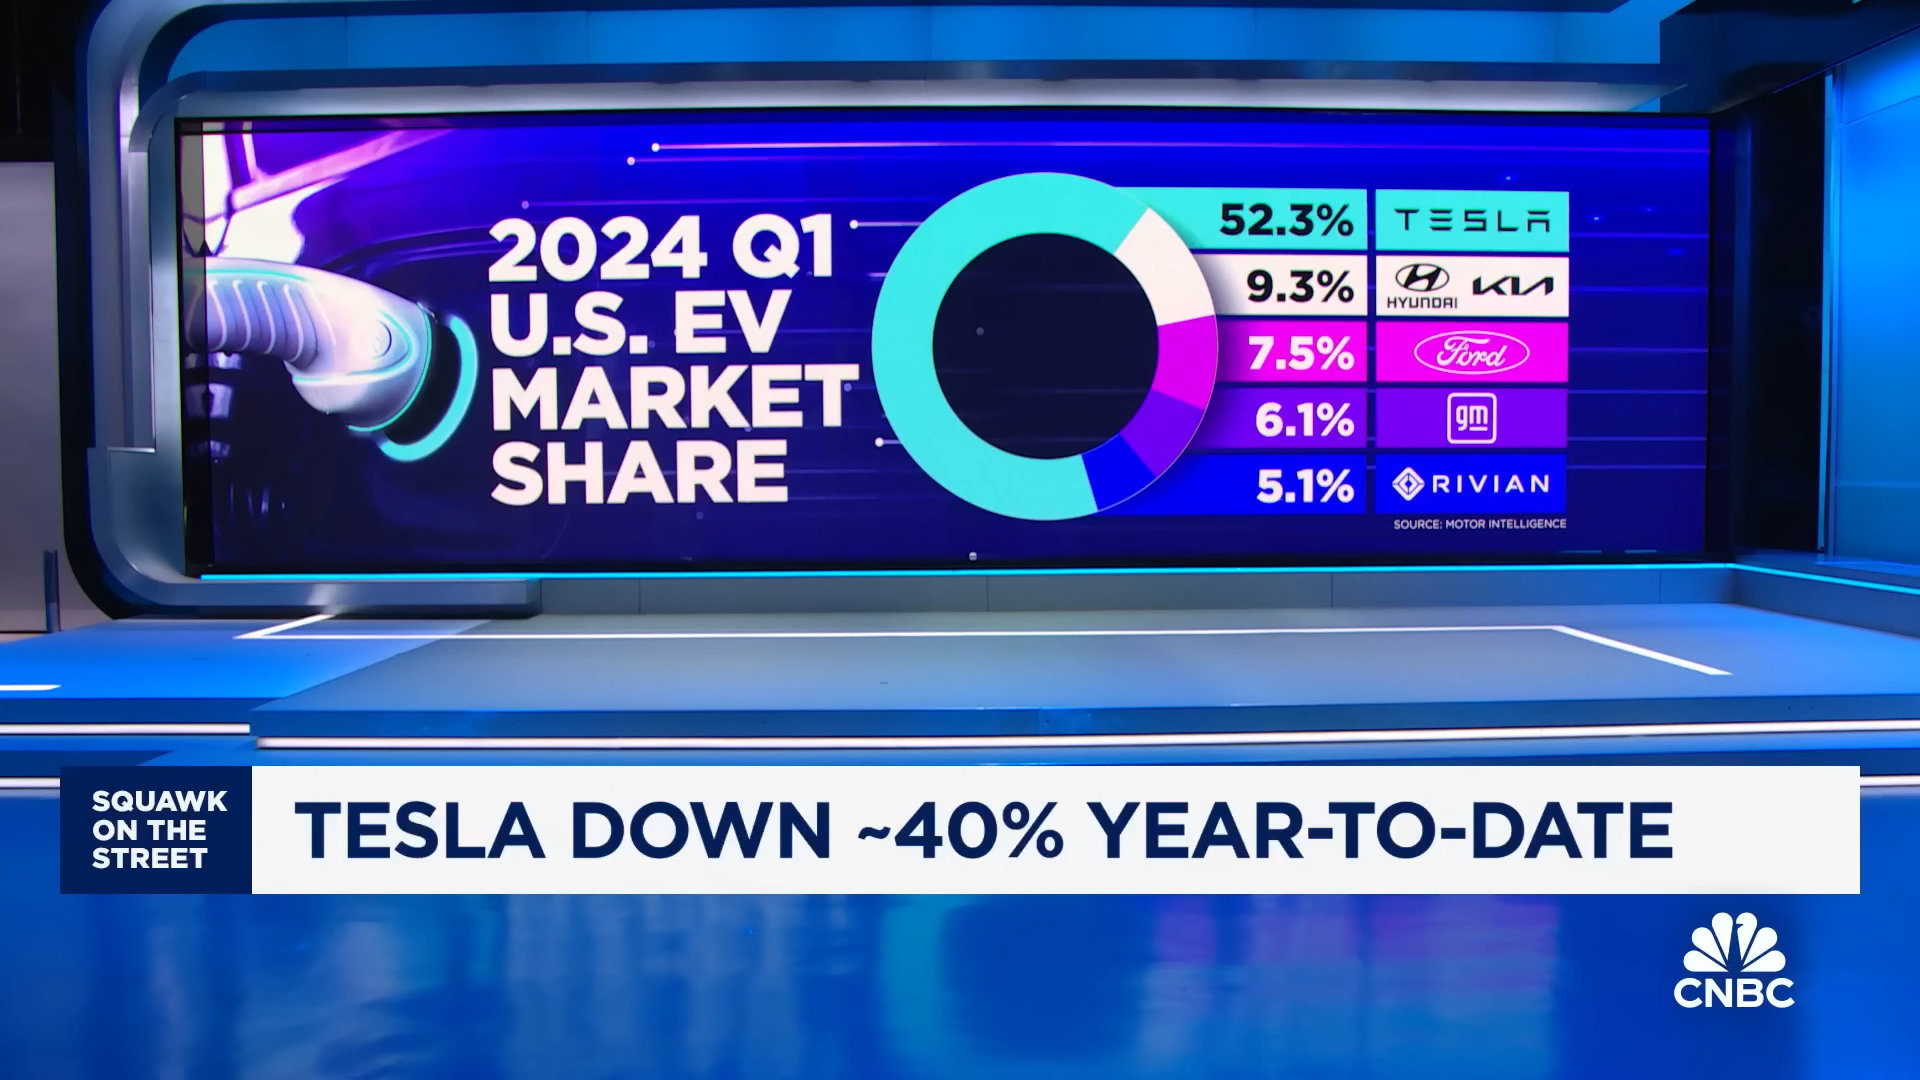 2024 Q1
U.S. EV
MARKET
SHARE
52.3% TESLA
9.3% HYUNDAI KIA
7.5% Ford
6.1% gm
5.1% RIVIAN
SOURCE: MOTOR INTELLIGENCE
SQUAWK
ON THE
STREET
TESLA DOWN ~40% YEAR-TO-DATE
CNBC